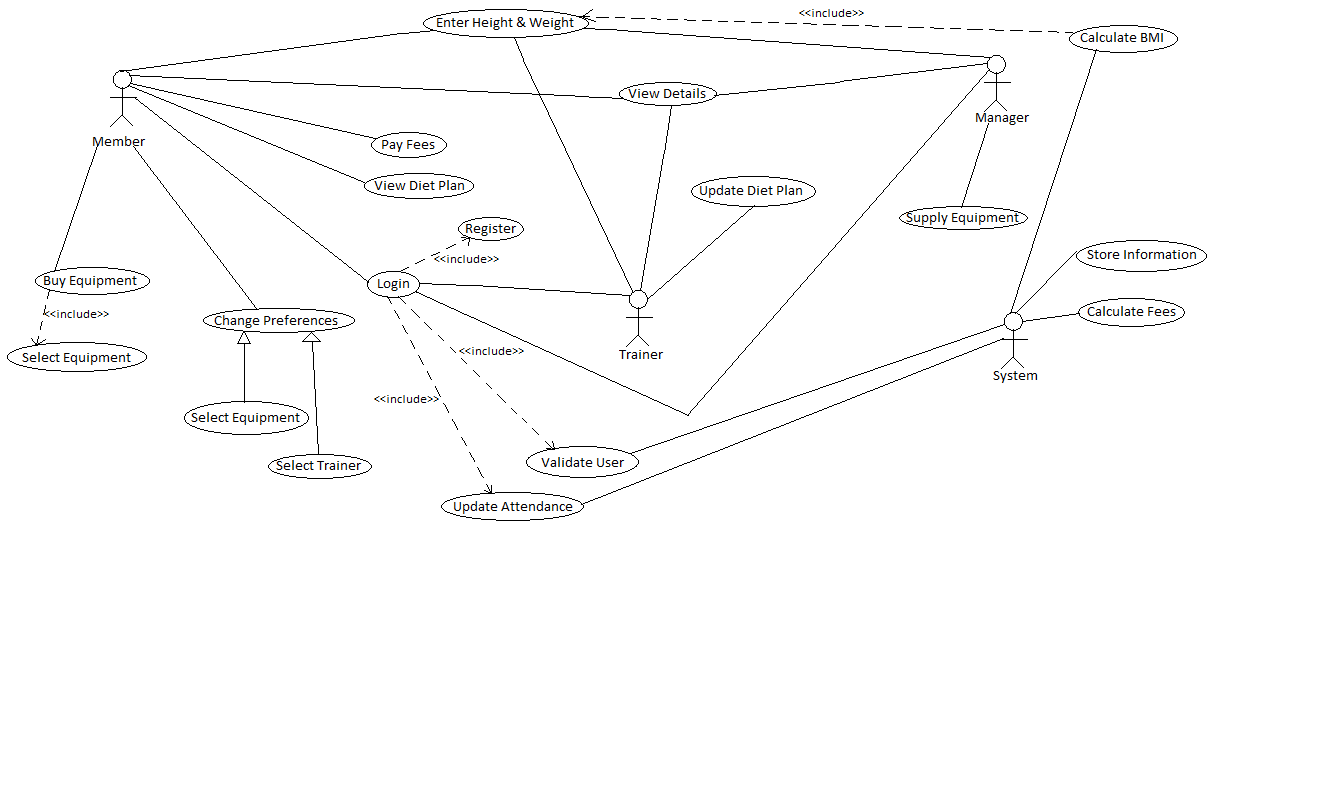 <<include>>
Enter Height & Weight
Calculate BMI
View Details
Manager
Member
Pay Fees
View Diet Plan
Update Diet Plan
Supply Equipment
Register
<<include>>
Store Information
Buy Equipment
Login
<<include>>
Change Preferences
Calculate Fees
<<include>>
Select Equipment
Trainer
System
<<include>>
Select Equipment
Select Trainer
Validate User
Update Attendance